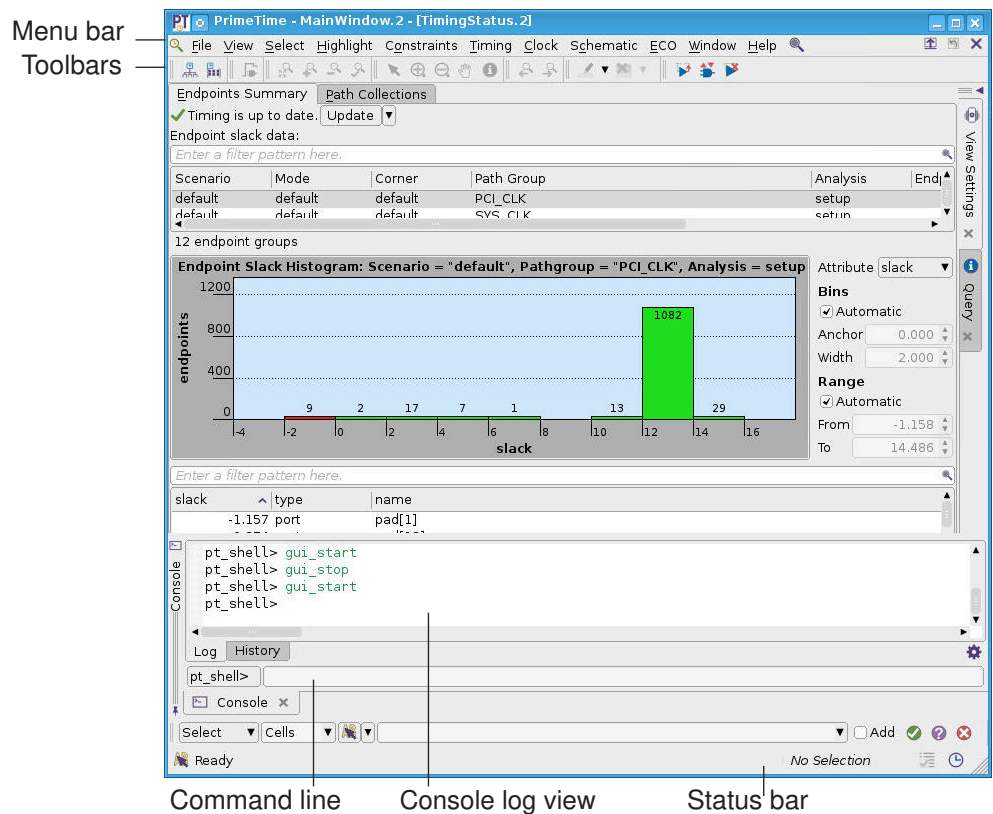 PrimeTime - MainWindow.2 - [TimingStatus.2]
Menu bar
File View Select Highlight Constraints Timing Clock Schematic ECO Window Help
Toolbars
Endpoints Summary Path Collections
Timing is up to date. Update
Endpoint slack data:
Enter a filter pattern here.
Scenario Mode Corner Path Group Analysis
default default default PCI_CLK setup
default default default SYS_CLK setup
12 endpoint groups
View Settings
Query
Endpoint Slack Histogram: Scenario = "default", Pathgroup = "PCI_CLK", Analysis = setup
1200
800
400
0
endpoints
9 2 17 7 1 13 1082 29
-4 -2 0 2 4 6 8 10 12 14 16
slack
Attribute slack
Bins
Automatic
Anchor 0.000
Width 2.000
Range
Automatic
From -1.158
To 14.486
Enter a filter pattern here.
slack type name
-1.157 port pad[1]
Console
pt_shell> gui_start
pt_shell> gui_stop
pt_shell> gui_start
pt_shell>
Log History
pt_shell>
Console
Select Cells Add
Ready No Selection
Command line Console log view Status bar